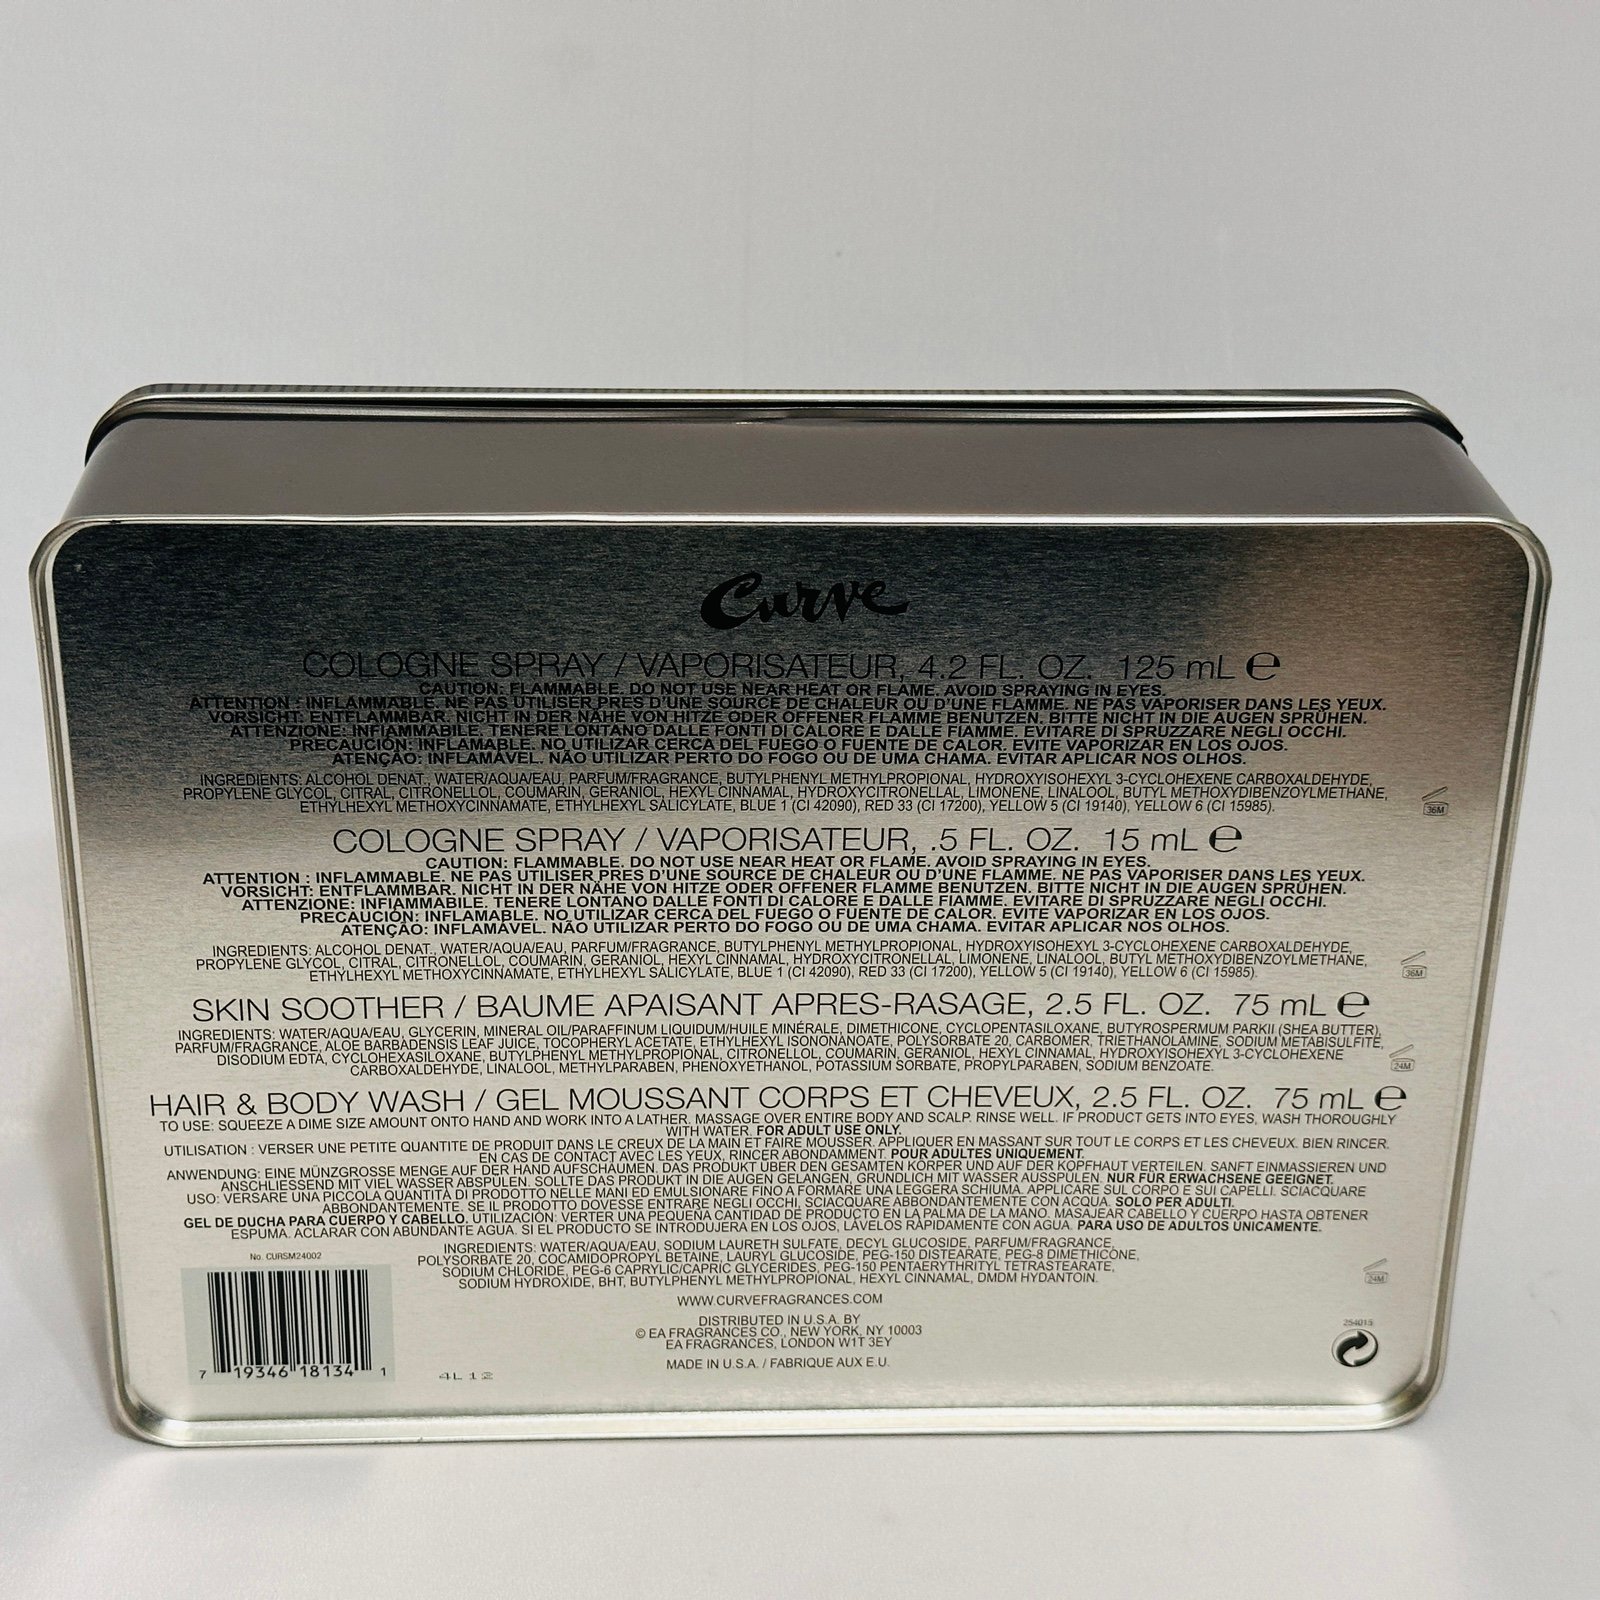 Curve
COLOGNE SPRAY / VAPORISATEUR, 4.2 FL. OZ. 125 mL ℮
CAUTION: FLAMMABLE. DO NOT USE NEAR HEAT OR FLAME. AVOID SPRAYING IN EYES.
ATTENTION : INFLAMMABLE. NE PAS UTILISER PRES D'UNE SOURCE DE CHALEUR OU D'UNE FLAMME. NE PAS VAPORISER DANS LES YEUX.
VORSICHT: ENTFLAMMBAR. NICHT IN DER NÄHE VON HITZE ODER OFFENER FLAMME BENUTZEN. BITTE NICHT IN DIE AUGEN SPRÜHEN.
ATTENZIONE: INFIAMMABILE. TENERE LONTANO DALLE FONTI DI CALORE E DALLE FIAMME. EVITARE DI SPRUZZARE NEGLI OCCHI.
PRECAUCIÓN: INFLAMABLE. NO UTILIZAR CERCA DEL FUEGO O FUENTE DE CALOR. EVITE VAPORIZAR EN LOS OJOS.
ATENÇÃO: INFLAMÁVEL. NÃO UTILIZAR PERTO DO FOGO OU DE UMA CHAMA. EVITAR APLICAR NOS OLHOS.
INGREDIENTS: ALCOHOL DENAT., WATER/AQUA/EAU, PARFUM/FRAGRANCE, BUTYLPHENYL METHYLPROPIONAL, HYDROXYISOHEXYL 3-CYCLOHEXENE CARBOXALDEHYDE,
PROPYLENE GLYCOL, CITRAL, CITRONELLOL, COUMARIN, GERANIOL, HEXYL CINNAMAL, HYDROXYCITRONELLAL, LIMONENE, LINALOOL, BUTYL METHOXYDIBENZOYLMETHANE,
ETHYLHEXYL METHOXYCINNAMATE, ETHYLHEXYL SALICYLATE, BLUE 1 (CI 42090), RED 33 (CI 17200), YELLOW 5 (CI 19140), YELLOW 6 (CI 15985).
36M
COLOGNE SPRAY / VAPORISATEUR, .5 FL. OZ. 15 mL ℮
CAUTION: FLAMMABLE. DO NOT USE NEAR HEAT OR FLAME. AVOID SPRAYING IN EYES.
ATTENTION : INFLAMMABLE. NE PAS UTILISER PRES D'UNE SOURCE DE CHALEUR OU D'UNE FLAMME. NE PAS VAPORISER DANS LES YEUX.
VORSICHT: ENTFLAMMBAR. NICHT IN DER NÄHE VON HITZE ODER OFFENER FLAMME BENUTZEN. BITTE NICHT IN DIE AUGEN SPRÜHEN.
ATTENZIONE: INFIAMMABILE. TENERE LONTANO DALLE FONTI DI CALORE E DALLE FIAMME. EVITARE DI SPRUZZARE NEGLI OCCHI.
PRECAUCIÓN: INFLAMABLE. NO UTILIZAR CERCA DEL FUEGO O FUENTE DE CALOR. EVITE VAPORIZAR EN LOS OJOS.
ATENÇÃO: INFLAMÁVEL. NÃO UTILIZAR PERTO DO FOGO OU DE UMA CHAMA. EVITAR APLICAR NOS OLHOS.
INGREDIENTS: ALCOHOL DENAT., WATER/AQUA/EAU, PARFUM/FRAGRANCE, BUTYLPHENYL METHYLPROPIONAL, HYDROXYISOHEXYL 3-CYCLOHEXENE CARBOXALDEHYDE,
PROPYLENE GLYCOL, CITRAL, CITRONELLOL, COUMARIN, GERANIOL, HEXYL CINNAMAL, HYDROXYCITRONELLAL, LIMONENE, LINALOOL, BUTYL METHOXYDIBENZOYLMETHANE,
ETHYLHEXYL METHOXYCINNAMATE, ETHYLHEXYL SALICYLATE, BLUE 1 (CI 42090), RED 33 (CI 17200), YELLOW 5 (CI 19140), YELLOW 6 (CI 15985).
36M
SKIN SOOTHER / BAUME APAISANT APRES-RASAGE, 2.5 FL. OZ. 75 mL ℮
INGREDIENTS: WATER/AQUA/EAU, GLYCERIN, MINERAL OIL/PARAFFINUM LIQUIDUM/HUILE MINÉRALE, DIMETHICONE, CYCLOPENTASILOXANE, BUTYROSPERMUM PARKII (SHEA BUTTER),
PARFUM/FRAGRANCE, ALOE BARBADENSIS LEAF JUICE, TOCOPHERYL ACETATE, ETHYLHEXYL ISONONANOATE, POLYSORBATE 20, CARBOMER, TRIETHANOLAMINE, SODIUM METABISULFITE,
DISODIUM EDTA, CYCLOHEXASILOXANE, BUTYLPHENYL METHYLPROPIONAL, CITRONELLOL, COUMARIN, GERANIOL, HEXYL CINNAMAL, HYDROXYISOHEXYL 3-CYCLOHEXENE
CARBOXALDEHYDE, LINALOOL, METHYLPARABEN, PHENOXYETHANOL, POTASSIUM SORBATE, PROPYLPARABEN, SODIUM BENZOATE.
24M
HAIR & BODY WASH / GEL MOUSSANT CORPS ET CHEVEUX, 2.5 FL. OZ. 75 mL ℮
TO USE: SQUEEZE A DIME SIZE AMOUNT ONTO HAND AND WORK INTO A LATHER. MASSAGE OVER ENTIRE BODY AND SCALP. RINSE WELL. IF PRODUCT GETS INTO EYES, WASH THOROUGHLY
WITH WATER. FOR ADULT USE ONLY.
UTILISATION : VERSER UNE PETITE QUANTITE DE PRODUIT DANS LE CREUX DE LA MAIN ET FAIRE MOUSSER. APPLIQUER EN MASSANT SUR TOUT LE CORPS ET LES CHEVEUX. BIEN RINCER.
EN CAS DE CONTACT AVEC LES YEUX, RINCER ABONDAMMENT. POUR ADULTES UNIQUEMENT.
ANWENDUNG: EINE MÜNZGROSSE MENGE AUF DER HAND AUFSCHÄUMEN. DAS PRODUKT ÜBER DEN GESAMTEN KÖRPER UND AUF DER KOPFHAUT VERTEILEN. SANFT EINMASSIEREN UND
ANSCHLIESSEND MIT VIEL WASSER ABSPÜLEN. SOLLTE DAS PRODUKT IN DIE AUGEN GELANGEN, GRÜNDLICH MIT WASSER AUSSPÜLEN. NUR FÜR ERWACHSENE GEEIGNET.
USO: VERSARE UNA PICCOLA QUANTITÀ DI PRODOTTO NELLE MANI ED EMULSIONARE FINO A FORMARE UNA LEGGERA SCHIUMA. APPLICARE SUL CORPO E SUI CAPELLI. SCIACQUARE
ABBONDANTEMENTE. SE IL PRODOTTO DOVESSE ENTRARE NEGLI OCCHI, SCIACQUARE ABBONDANTEMENTE CON ACQUA. SOLO PER ADULTI.
GEL DE DUCHA PARA CUERPO Y CABELLO. UTILIZACIÓN: VERTER UNA PEQUEÑA CANTIDAD DE PRODUCTO EN LA PALMA DE LA MANO. MASAJEAR CABELLO Y CUERPO HASTA OBTENER
ESPUMA. ACLARAR CON ABUNDANTE AGUA. SI EL PRODUCTO SE INTRODUJERA EN LOS OJOS, LÁVELOS RÁPIDAMENTE CON AGUA. PARA USO DE ADULTOS ÚNICAMENTE.
INGREDIENTS: WATER/AQUA/EAU, SODIUM LAURETH SULFATE, DECYL GLUCOSIDE, PARFUM/FRAGRANCE,
POLYSORBATE 20, COCAMIDOPROPYL BETAINE, LAURYL GLUCOSIDE, PEG-150 DISTEARATE, PEG-8 DIMETHICONE,
SODIUM CHLORIDE, PEG-6 CAPRYLIC/CAPRIC GLYCERIDES, PEG-150 PENTAERYTHRITYL TETRASTEARATE,
SODIUM HYDROXIDE, BHT, BUTYLPHENYL METHYLPROPIONAL, HEXYL CINNAMAL, DMDM HYDANTOIN.
24M
WWW.CURVEFRAGRANCES.COM
DISTRIBUTED IN U.S.A. BY
© EA FRAGRANCES CO., NEW YORK, NY 10003
EA FRAGRANCES, LONDON W1T 3EY
MADE IN U.S.A. / FABRIQUE AUX E.U.
No. CURSM24002
7 19346 18134 1
4L 12
254015